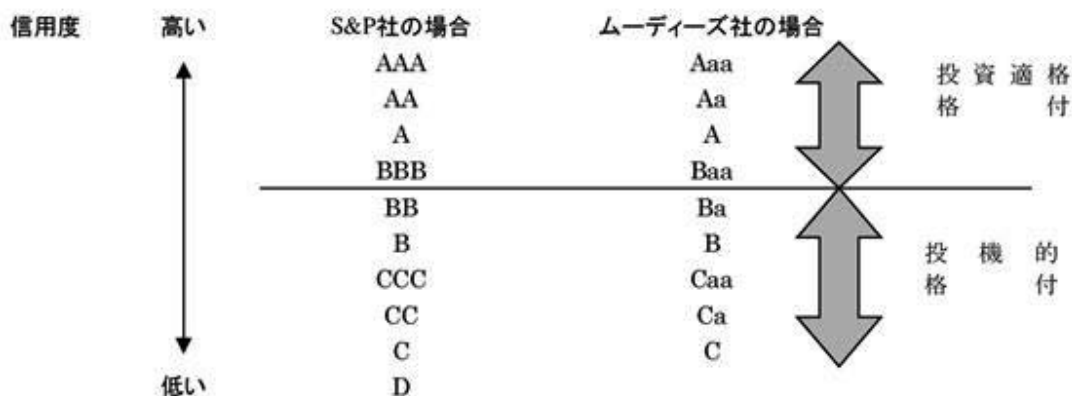 信用度 高い S&P社の場合 ムーディーズ社の場合
AAA Aaa
AA Aa
A A
BBB Baa
投資適格
格付
BB Ba
B B
CCC Caa
CC Ca
C C
投機的
格付
低い D